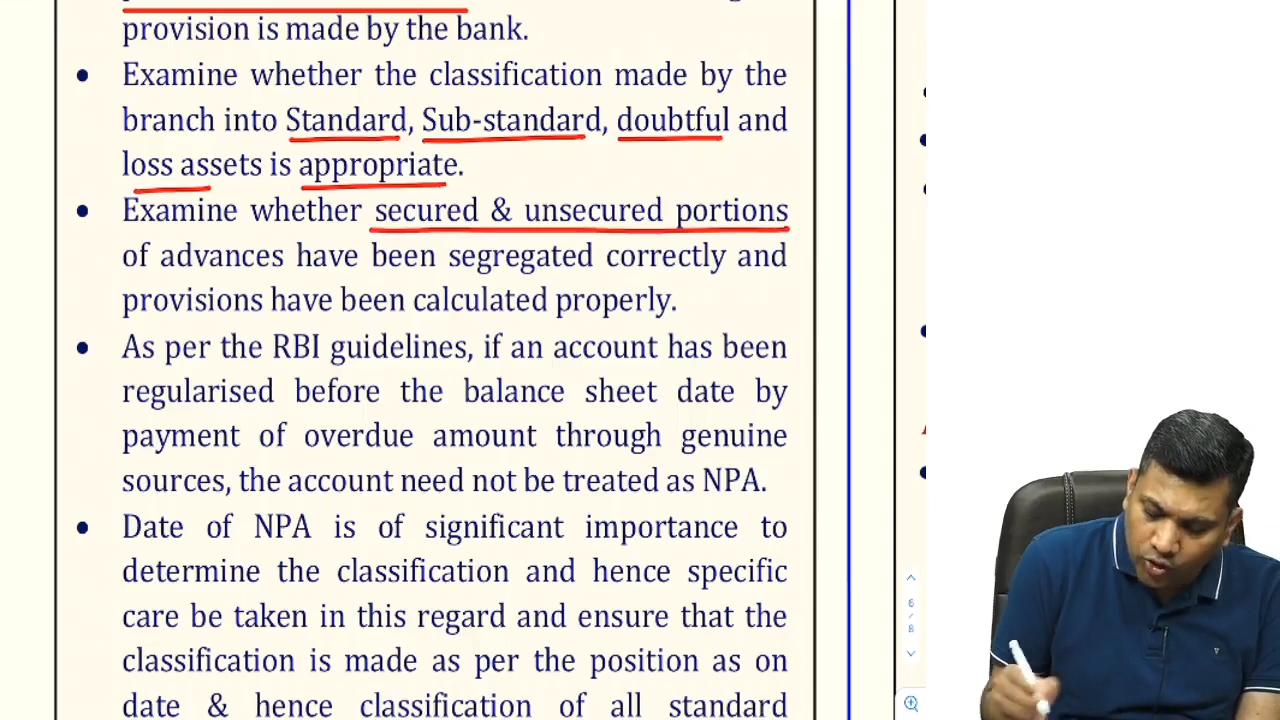 provision is made by the bank.
• Examine whether the classification made by the
branch into Standard, Sub-standard, doubtful and
loss assets is appropriate.
• Examine whether secured & unsecured portions
of advances have been segregated correctly and
provisions have been calculated properly.
• As per the RBI guidelines, if an account has been
regularised before the balance sheet date by
payment of overdue amount through genuine
sources, the account need not be treated as NPA.
• Date of NPA is of significant importance to
determine the classification and hence specific
care be taken in this regard and ensure that the
classification is made as per the position as on
date & hence classification of all standard
6
/
8